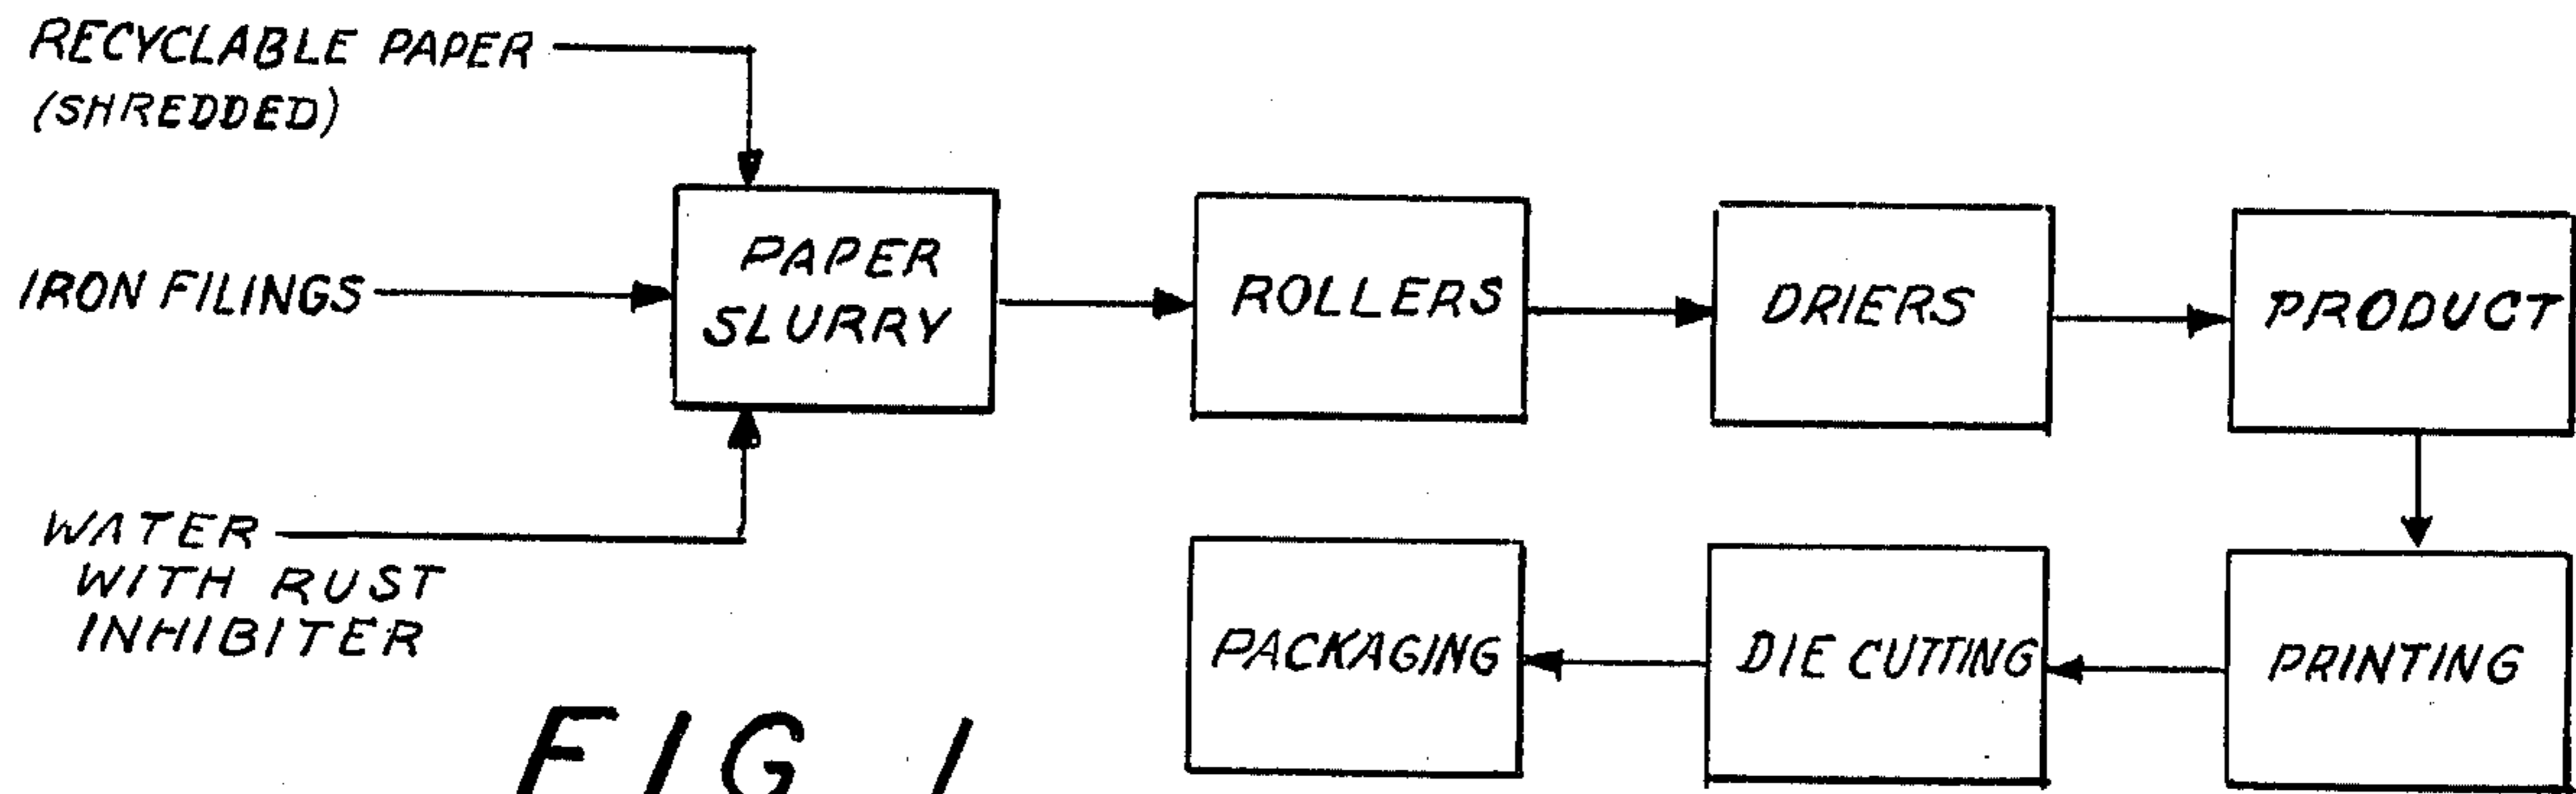 RECYCLABLE PAPER
(SHREDDED)
IRON FILINGS
WATER
WITH RUST
INHIBITER
PAPER
SLURRY
ROLLERS
DRIERS
PRODUCT
PRINTING
DIE CUTTING
PACKAGING
FIG 1